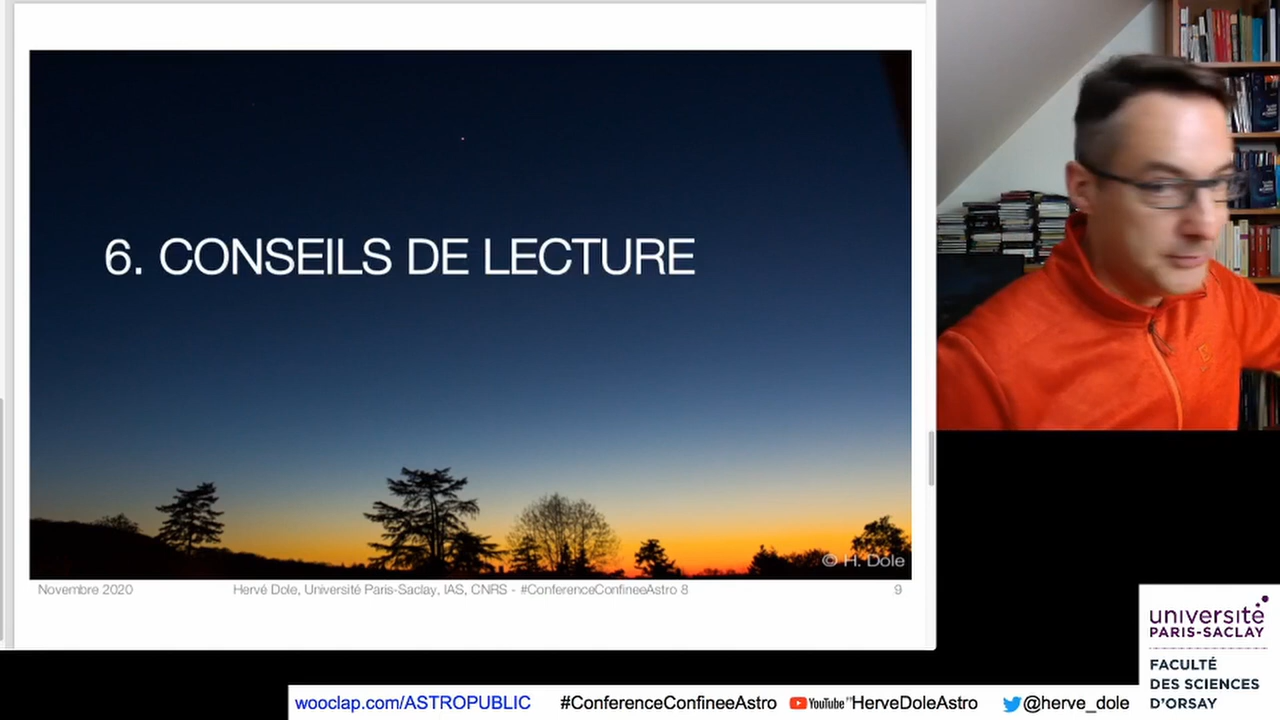 6. CONSEILS DE LECTURE
© H. Dole
Novembre 2020
Hervé Dole, Université Paris-Saclay, IAS, CNRS - #ConferenceConfineeAstro 8
9
université
PARIS-SACLAY
FACULTÉ
DES SCIENCES
D'ORSAY
wooclap.com/ASTROPUBLIC
#ConferenceConfineeAstro
YouTube HerveDoleAstro
@herve_dole